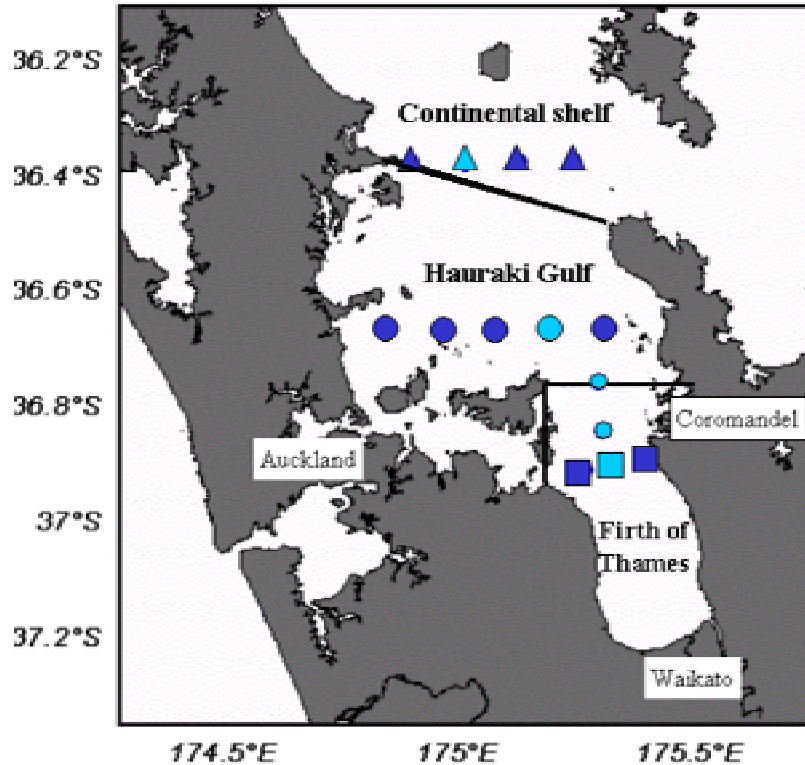 36.2°S
Continental shelf
36.4°S
Hauraki Gulf
36.6°S
36.8°S
Coromandel
Auckland
37°S
Firth of
Thames
37.2°S
Waikato
174.5°E
175°E
175.5°E